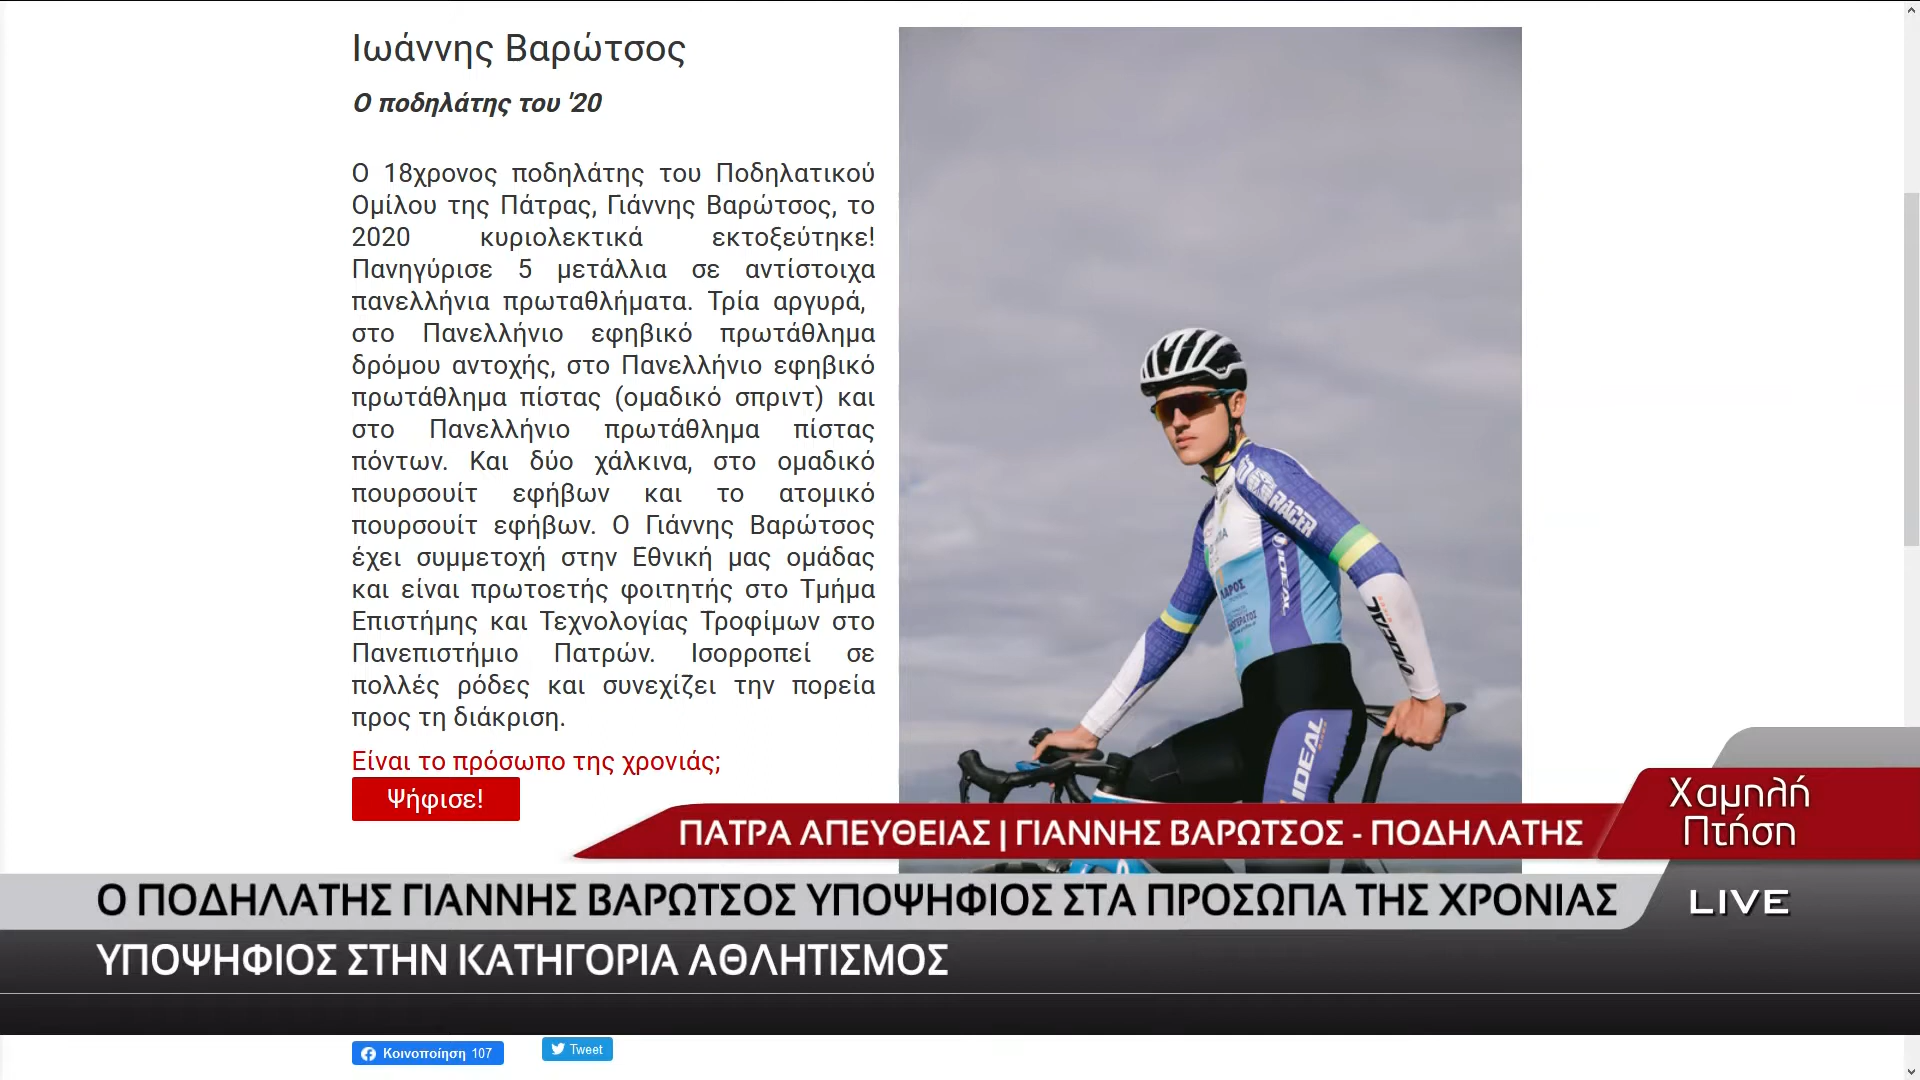 Ιωάννης Βαρώτσος
Ο ποδηλάτης του '20
Ο 18χρονος ποδηλάτης του Ποδηλατικού
Ομίλου της Πάτρας, Γιάννης Βαρώτσος, το
2020 κυριολεκτικά εκτοξεύτηκε!
Πανηγύρισε 5 μετάλλια σε αντίστοιχα
πανελλήνια πρωταθλήματα. Τρία αργυρά,
στο Πανελλήνιο εφηβικό πρωτάθλημα
δρόμου αντοχής, στο Πανελλήνιο εφηβικό
πρωτάθλημα πίστας (ομαδικό σπριντ) και
στο Πανελλήνιο πρωτάθλημα πίστας
πόντων. Και δύο χάλκινα, στο ομαδικό
πουρσουίτ εφήβων και το ατομικό
πουρσουίτ εφήβων. Ο Γιάννης Βαρώτσος
έχει συμμετοχή στην Εθνική μας ομάδας
και είναι πρωτοετής φοιτητής στο Τμήμα
Επιστήμης και Τεχνολογίας Τροφίμων στο
Πανεπιστήμιο Πατρών. Ισορροπεί σε
πολλές ρόδες και συνεχίζει την πορεία
προς τη διάκριση.
Είναι το πρόσωπο της χρονιάς;
Ψήφισε!
RACER
IDEAL
IDEAL
IDEAL
ΠΑΤΡΑ ΑΠΕΥΘΕΙΑΣ | ΓΙΑΝΝΗΣ ΒΑΡΩΤΣΟΣ - ΠΟΔΗΛΑΤΗΣ
Χαμηλή
Πτήση
Ο ΠΟΔΗΛΑΤΗΣ ΓΙΑΝΝΗΣ ΒΑΡΩΤΣΟΣ ΥΠΟΨΗΦΙΟΣ ΣΤΑ ΠΡΟΣΩΠΑ ΤΗΣ ΧΡΟΝΙΑΣ
LIVE
ΥΠΟΨΗΦΙΟΣ ΣΤΗΝ ΚΑΤΗΓΟΡΙΑ ΑΘΛΗΤΙΣΜΟΣ
Κοινοποίηση 107
Tweet